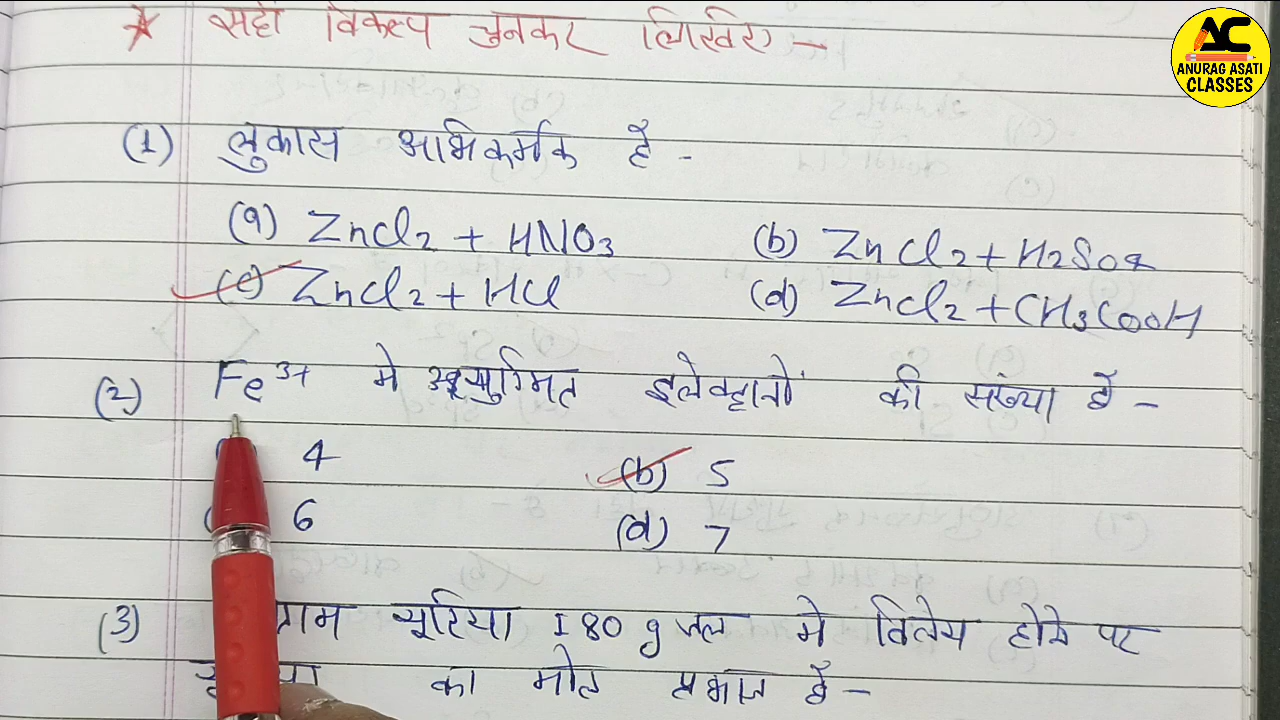 सही विकल्प चुनकर लिखिए -
AC
ANURAG ASATI
CLASSES
(1) लुकास अभिकर्मक है -
(a) ZnCl2 + HNO3 (b) ZnCl2 + H2SO4
(c) ZnCl2 + HCl (d) ZnCl2 + CH3COOH
(2) Fe3+ मे अयुग्मित इलेक्ट्रानों की संख्या है -
4 (b) 5
6 (d) 7
(3) ग्राम यूरिया 180 g जल मे विलेय होने पर
का मोल प्रभाज है -